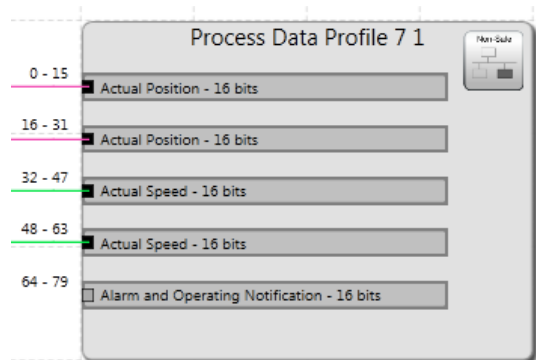 Process Data Profile 7 1
Non-Safe
0 - 15
Actual Position - 16 bits
16 - 31
Actual Position - 16 bits
32 - 47
Actual Speed - 16 bits
48 - 63
Actual Speed - 16 bits
64 - 79
Alarm and Operating Notification - 16 bits